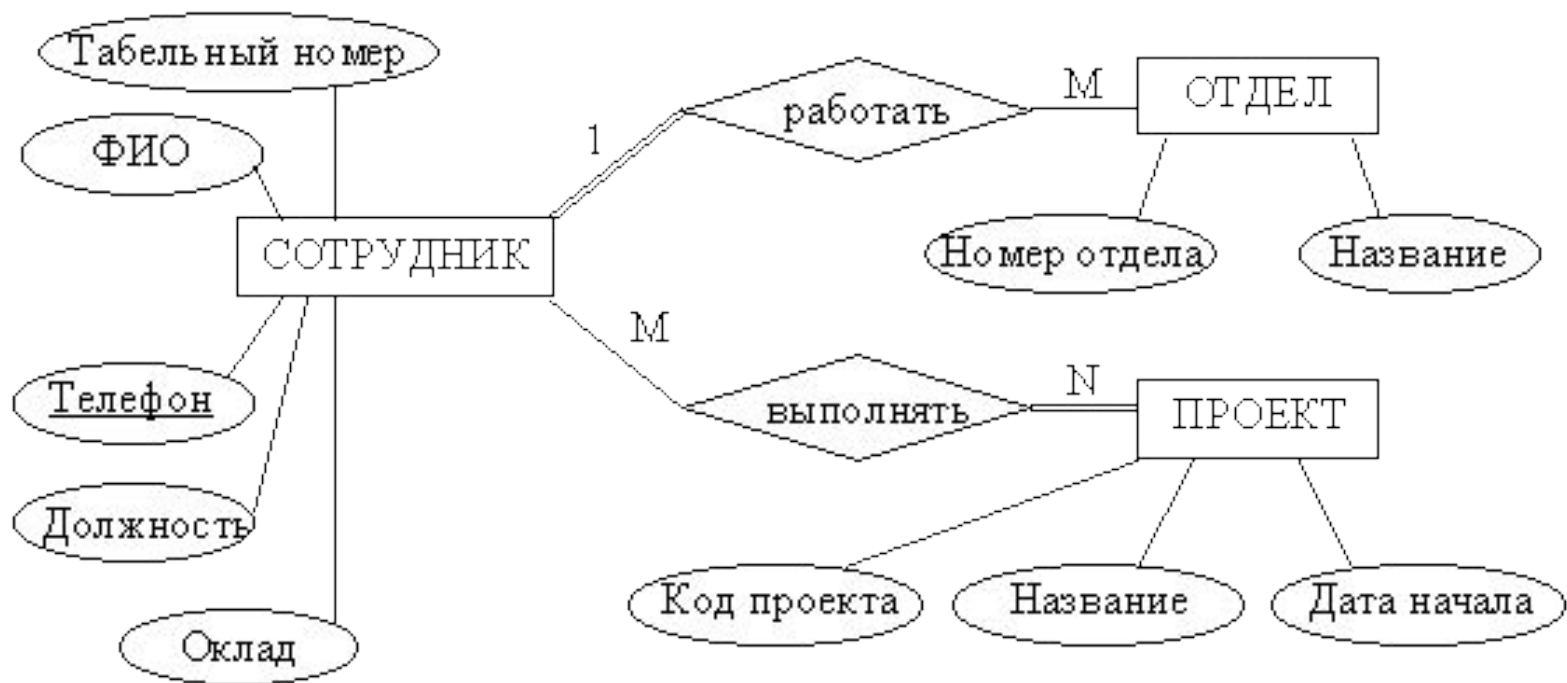 Табельный номер
ФИО
СОТРУДНИК
Телефон
Должность
Оклад
1
работать
M
ОТДЕЛ
Номер отдела
Название
M
выполнять
N
ПРОЕКТ
Код проекта
Название
Дата начала